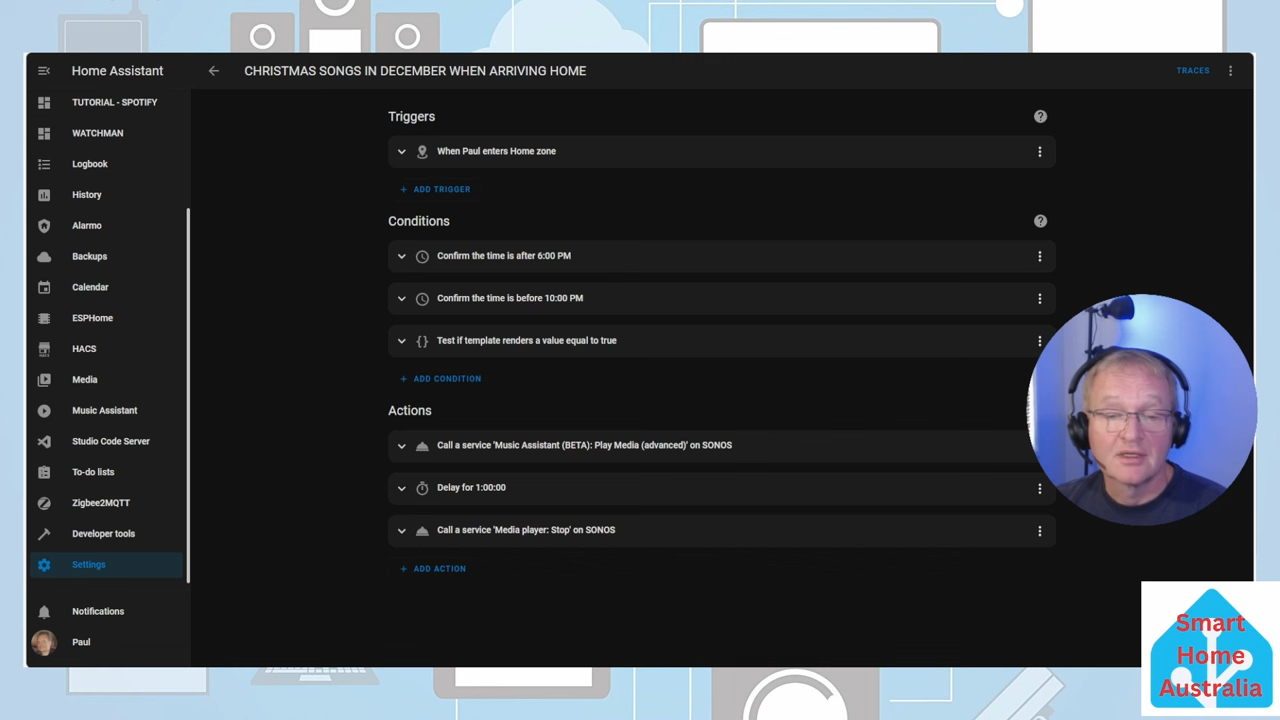 Home Assistant
CHRISTMAS SONGS IN DECEMBER WHEN ARRIVING HOME
TRACES
TUTORIAL - SPOTIFY
WATCHMAN
Logbook
History
Alarmo
Backups
Calendar
ESPHome
HACS
Media
Music Assistant
Studio Code Server
To-do lists
Zigbee2MQTT
Developer tools
Settings
Notifications
Paul
Triggers
When Paul enters Home zone
+ ADD TRIGGER
Conditions
Confirm the time is after 6:00 PM
Confirm the time is before 10:00 PM
Test if template renders a value equal to true
+ ADD CONDITION
Actions
Call a service 'Music Assistant (BETA): Play Media (advanced)' on SONOS
Delay for 1:00:00
Call a service 'Media player: Stop' on SONOS
+ ADD ACTION
Smart
Home
Australia